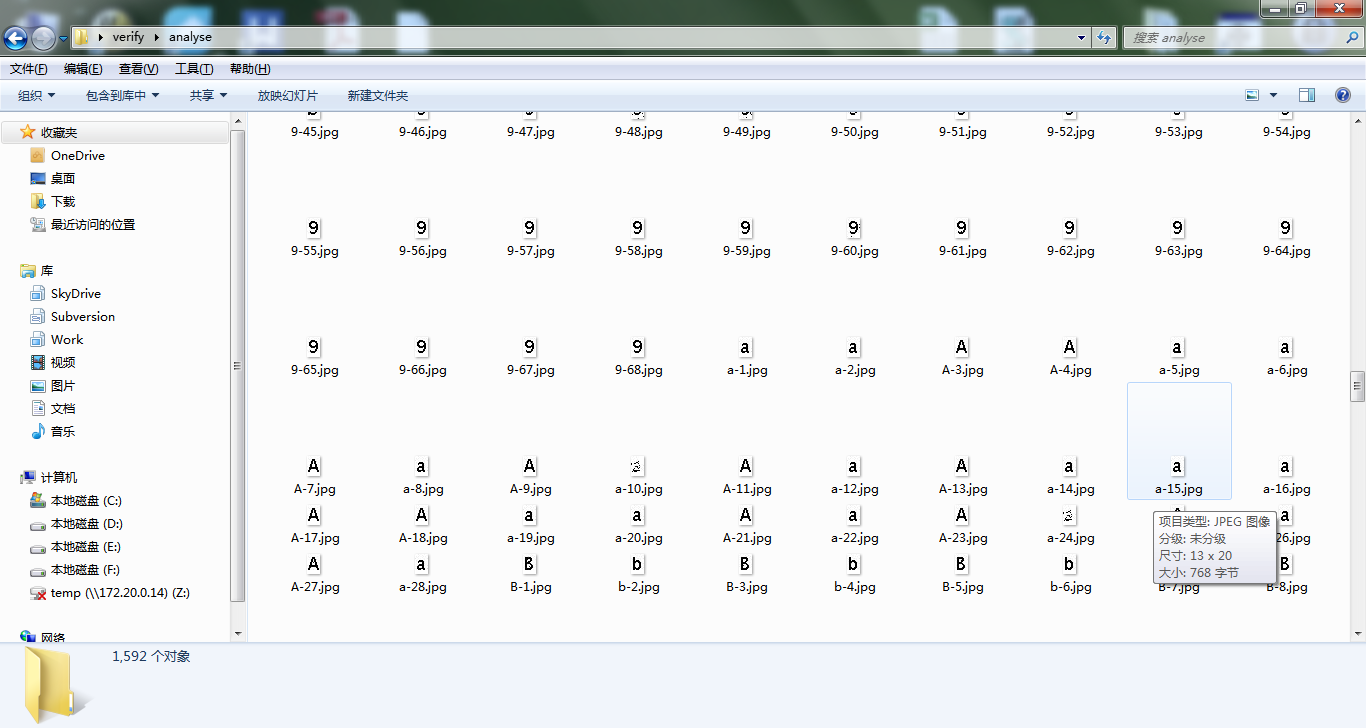 verify ▸ analyse
搜索 analyse
文件(F) 编辑(E) 查看(V) 工具(T) 帮助(H)
组织 包含到库中 共享 放映幻灯片 新建文件夹
收藏夹
OneDrive
桌面
下载
最近访问的位置
库
SkyDrive
Subversion
Work
视频
图片
文档
音乐
计算机
本地磁盘 (C:)
本地磁盘 (D:)
本地磁盘 (E:)
本地磁盘 (F:)
temp (\\172.20.0.14) (Z:)
网络
9-45.jpg 9-46.jpg 9-47.jpg 9-48.jpg 9-49.jpg 9-50.jpg 9-51.jpg 9-52.jpg 9-53.jpg 9-54.jpg
9 9 9 9 9 9 9 9 9 9
9-55.jpg 9-56.jpg 9-57.jpg 9-58.jpg 9-59.jpg 9-60.jpg 9-61.jpg 9-62.jpg 9-63.jpg 9-64.jpg
9 9 9 9 a a A A a a
9-65.jpg 9-66.jpg 9-67.jpg 9-68.jpg a-1.jpg a-2.jpg A-3.jpg A-4.jpg a-5.jpg a-6.jpg
A a A a A a A a a a
A-7.jpg a-8.jpg A-9.jpg a-10.jpg A-11.jpg a-12.jpg A-13.jpg a-14.jpg a-15.jpg a-16.jpg
A A a a A a A a a
A-17.jpg A-18.jpg a-19.jpg a-20.jpg A-21.jpg a-22.jpg A-23.jpg a-24.jpg 26.jpg
A a B b B b B b B
A-27.jpg a-28.jpg B-1.jpg b-2.jpg B-3.jpg b-4.jpg B-5.jpg b-6.jpg B-7.jpg B-8.jpg
项目类型: JPEG 图像
分级: 未分级
尺寸: 13 x 20
大小: 768 字节
1,592 个对象